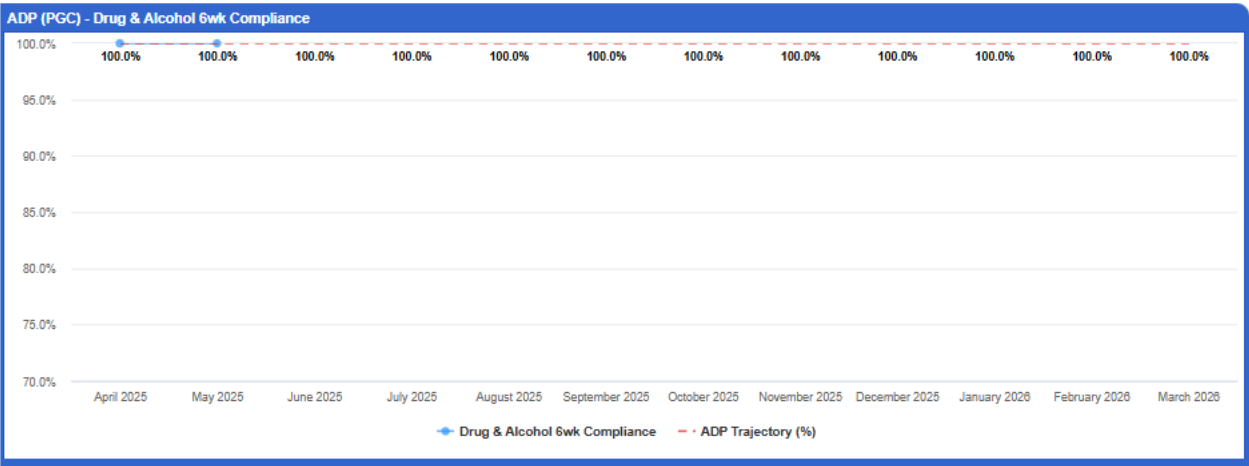 ADP (PGC) - Drug & Alcohol 6wk Compliance
100.0%
100.0% 100.0% 100.0% 100.0% 100.0% 100.0% 100.0% 100.0% 100.0% 100.0% 100.0% 100.0%
95.0%
90.0%
85.0%
80.0%
75.0%
70.0%
April 2025 May 2025 June 2025 July 2025 August 2025 September 2025 October 2025 November 2025 December 2025 January 2026 February 2026 March 2026
Drug & Alcohol 6wk Compliance ADP Trajectory (%)